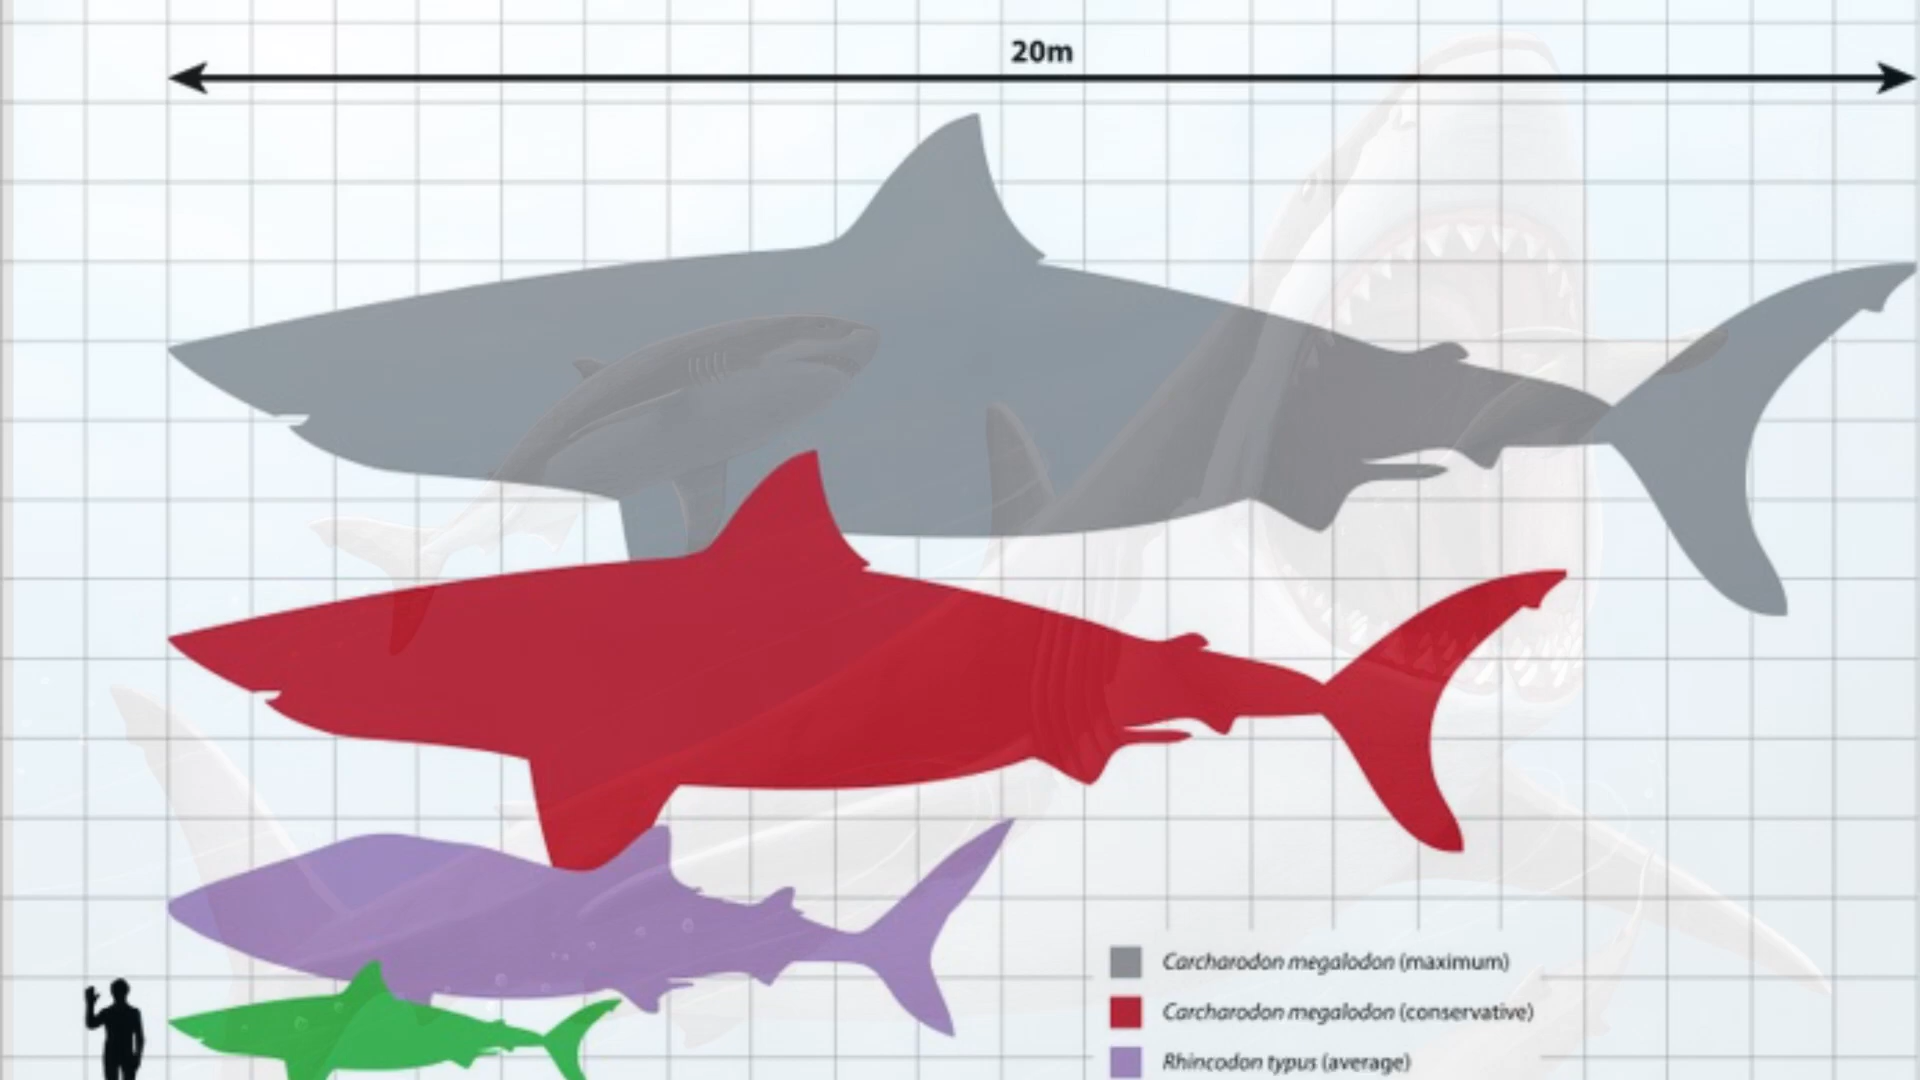 20m
Carcharodon megalodon (maximum)
Carcharodon megalodon (conservative)
Rhincodon typus (average)